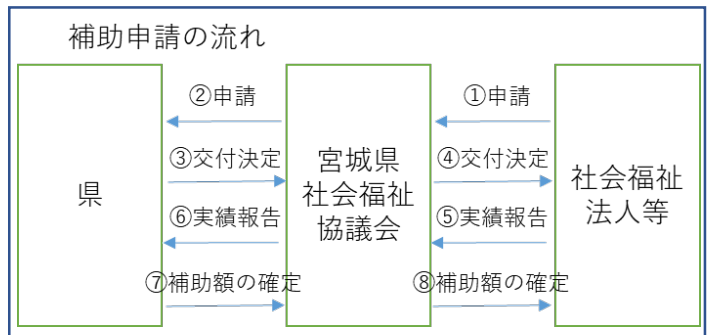 補助申請の流れ
県
②申請
③交付決定
⑥実績報告
⑦補助額の確定
宮城県
社会福祉
協議会
①申請
④交付決定
⑤実績報告
⑧補助額の確定
社会福祉
法人等